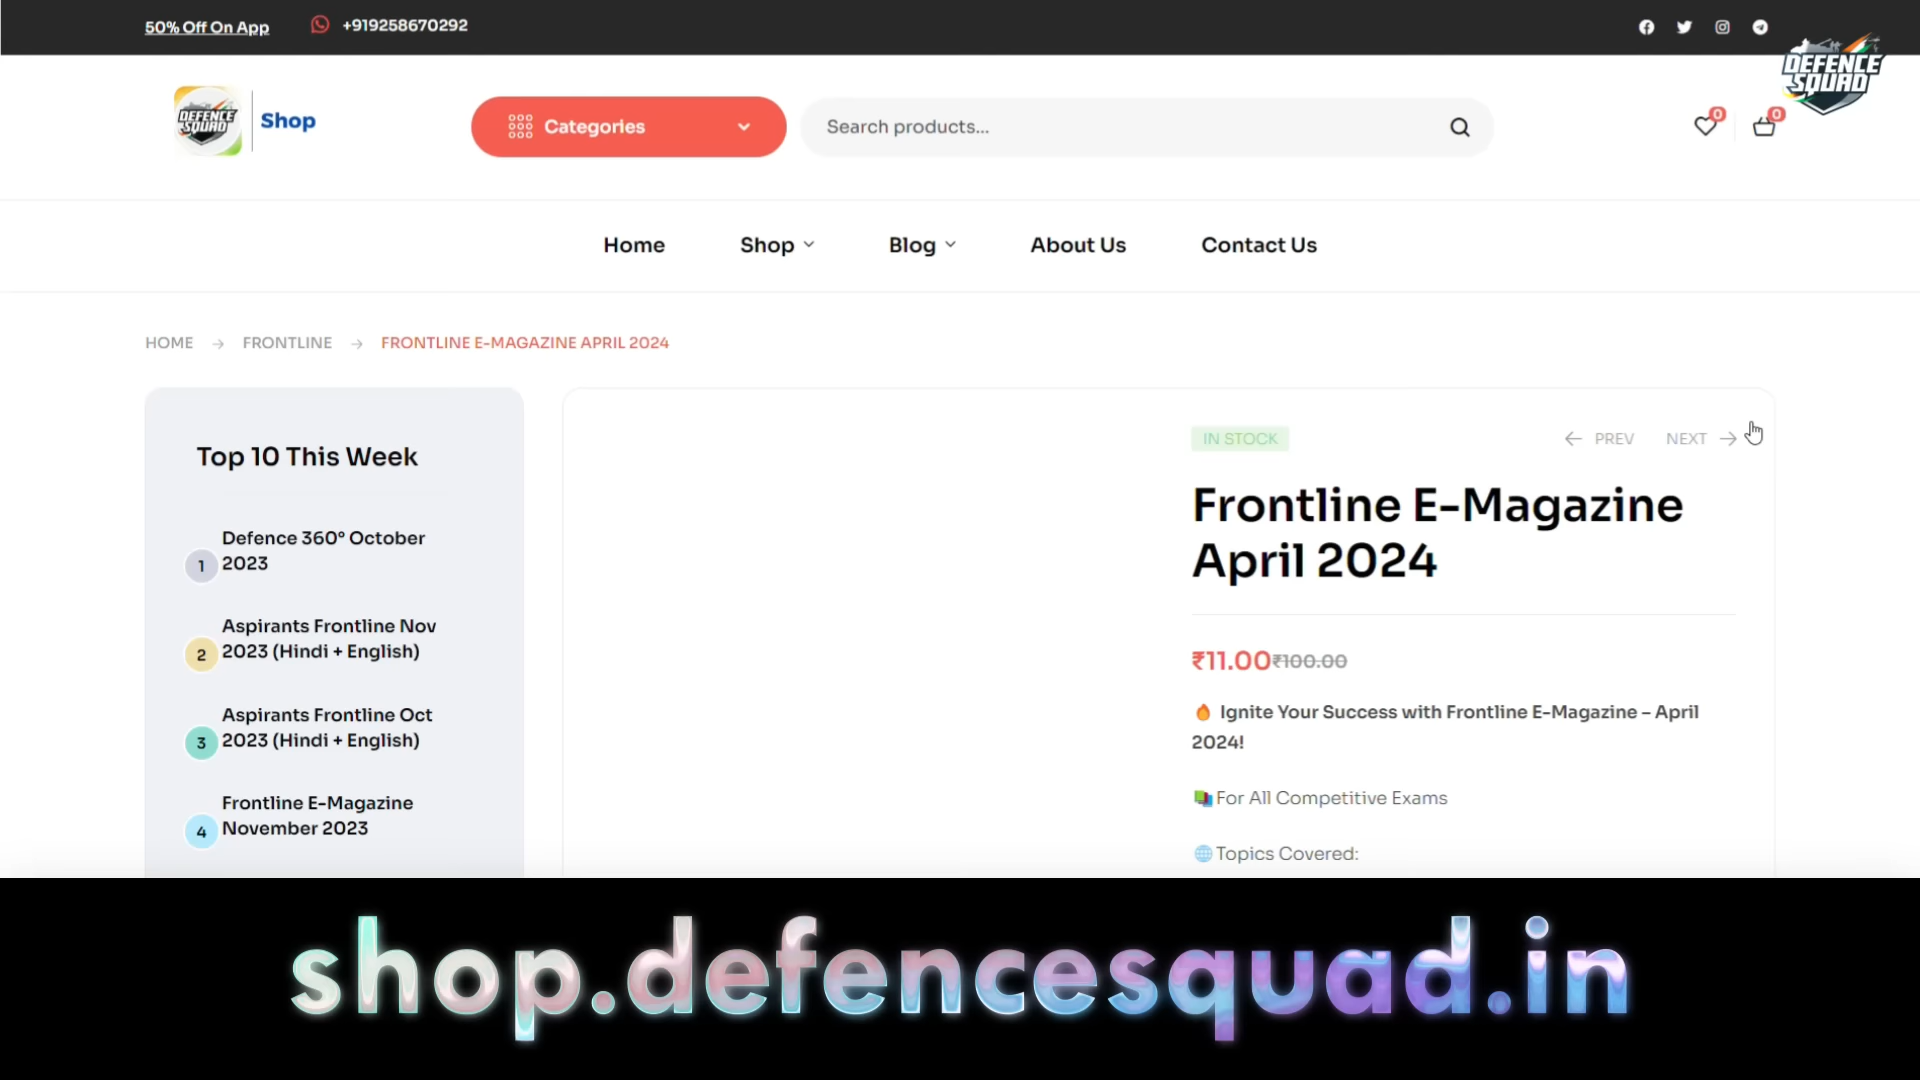 50% Off On App
+919258670292
DEFENCE
SQUAD
DEFENCE
SQUAD
Shop
Categories
Search products...
0
0
Home
Shop
Blog
About Us
Contact Us
HOME → FRONTLINE → FRONTLINE E-MAGAZINE APRIL 2024
Top 10 This Week
1
Defence 360° October
2023
2
Aspirants Frontline Nov
2023 (Hindi + English)
3
Aspirants Frontline Oct
2023 (Hindi + English)
4
Frontline E-Magazine
November 2023
IN STOCK
← PREV
NEXT →
Frontline E-Magazine
April 2024
₹11.00 ₹100.00
🔥 Ignite Your Success with Frontline E-Magazine – April
2024!
📚 For All Competitive Exams
🌐 Topics Covered:
shop.defencesquad.in